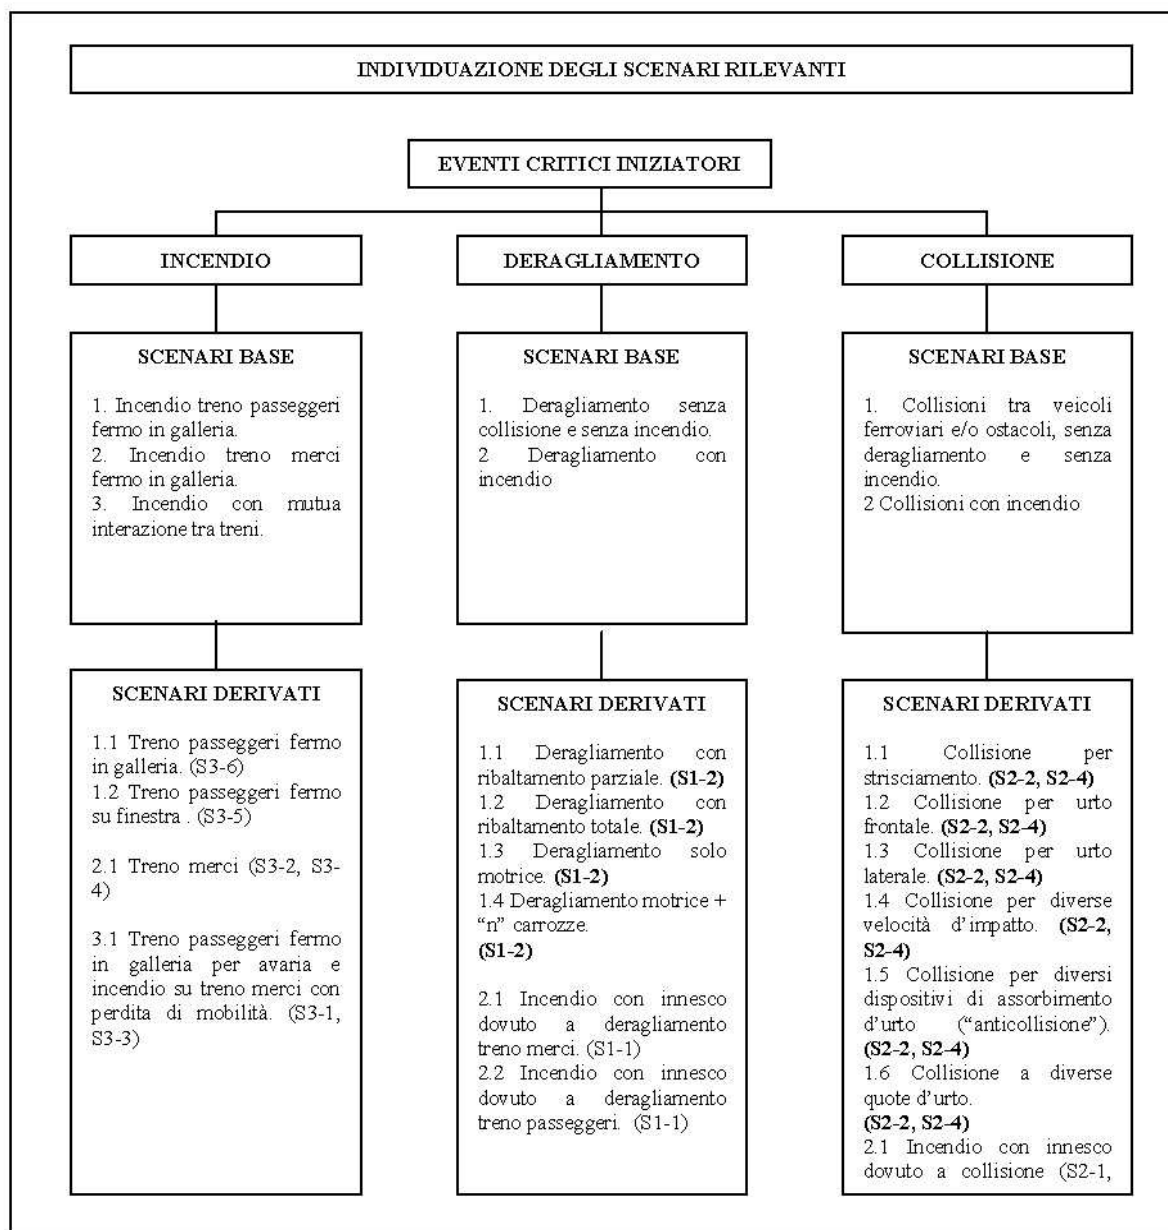 INDIVIDUAZIONE DEGLI SCENARI RILEVANTI
EVENTI CRITICI INIZIATORI
INCENDIO
SCENARI BASE
1. Incendio treno passeggeri
fermo in galleria.
2. Incendio treno merci
fermo in galleria.
3. Incendio con mutua
interazione tra treni.
SCENARI DERIVATI
1.1 Treno passeggeri fermo
in galleria. (S3-6)
1.2 Treno passeggeri fermo
su finestra . (S3-5)
2.1 Treno merci (S3-2, S3-
4)
3.1 Treno passeggeri fermo
in galleria per avaria e
incendio su treno merci con
perdita di mobilità. (S3-1,
S3-3)
DERAGLIAMENTO
SCENARI BASE
1. Deragliamento senza
collisione e senza incendio.
2 Deragliamento con
incendio
SCENARI DERIVATI
1.1 Deragliamento con
ribaltamento parziale. (S1-2)
1.2 Deragliamento con
ribaltamento totale. (S1-2)
1.3 Deragliamento solo
motrice. (S1-2)
1.4 Deragliamento motrice +
“n” carrozze.
(S1-2)
2.1 Incendio con innesco
dovuto a deragliamento
treno merci. (S1-1)
2.2 Incendio con innesco
dovuto a deragliamento
treno passeggeri. (S1-1)
COLLISIONE
SCENARI BASE
1. Collisioni tra veicoli
ferroviari e/o ostacoli, senza
deragliamento e senza
incendio.
2 Collisioni con incendio
SCENARI DERIVATI
1.1 Collisione per
strisciamento. (S2-2, S2-4)
1.2 Collisione per urto
frontale. (S2-2, S2-4)
1.3 Collisione per urto
laterale. (S2-2, S2-4)
1.4 Collisione per diverse
velocità d’impatto. (S2-2,
S2-4)
1.5 Collisione per diversi
dispositivi di assorbimento
d’urto (“anticollisione”).
(S2-2, S2-4)
1.6 Collisione a diverse
quote d’urto.
(S2-2, S2-4)
2.1 Incendio con innesco
dovuto a collisione (S2-1,